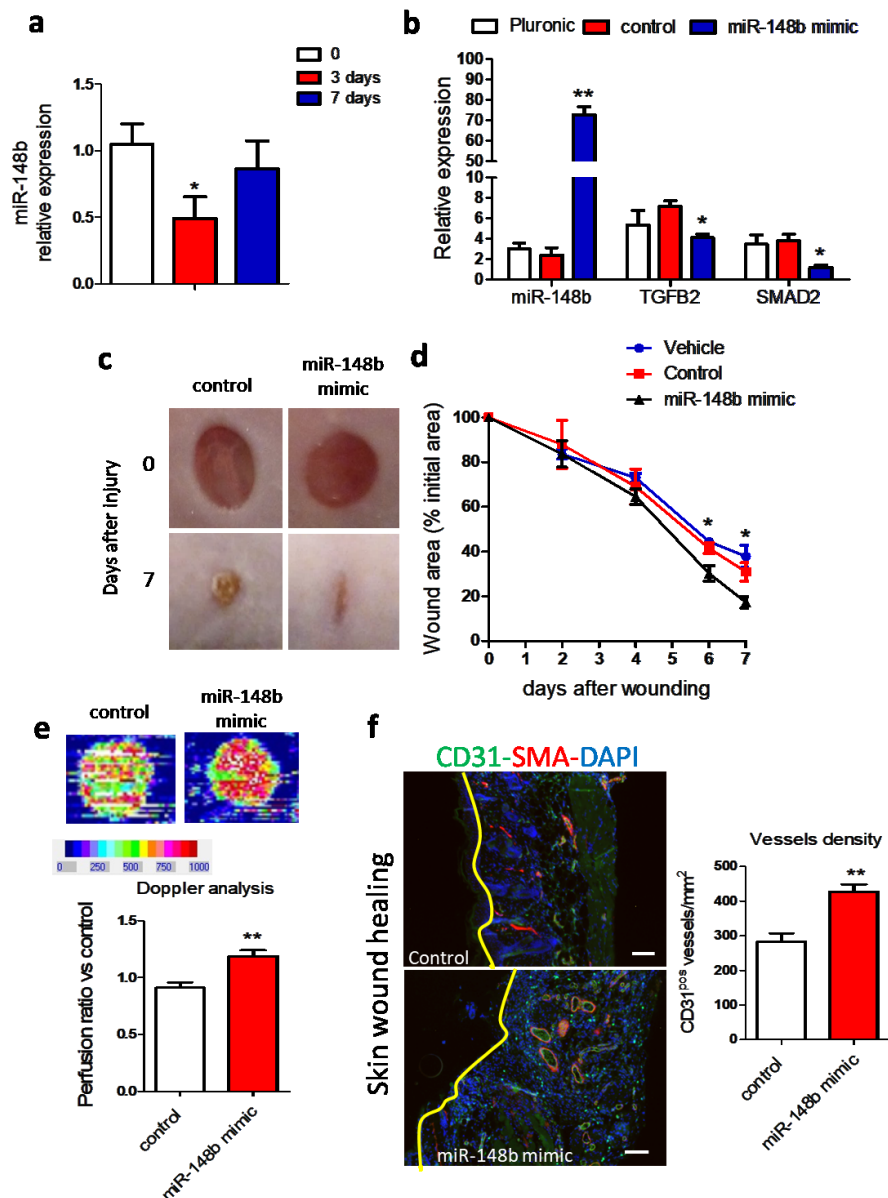 a
0
3 days
7 days
1.5
1.0
0.5
0.0
*
miR-148b
relative expression
b
Pluronic control miR-148b mimic
100
90
80
70
60
50
8
6
4
2
0
**
*
*
Relative expression
miR-148b TGFB2 SMAD2
c
control miR-148b
mimic
Days after injury
0
7
d
Vehicle
Control
miR-148b mimic
100
80
60
40
20
0
* *
Wound area (% initial area)
0 1 2 3 4 5 6 7
days after wounding
e
control miR-148b
mimic
0 250 500 750 1000
Doppler analysis
1.5
1.0
0.5
0.0
**
Perfusion ratio vs control
control
miR-148b mimic
f
CD31-SMA-DAPI
Skin wound healing
Control
miR-148b mimic
Vessels density
500
400
300
200
100
0
**
CD31pos vessels/mm2
control
miR-148b mimic